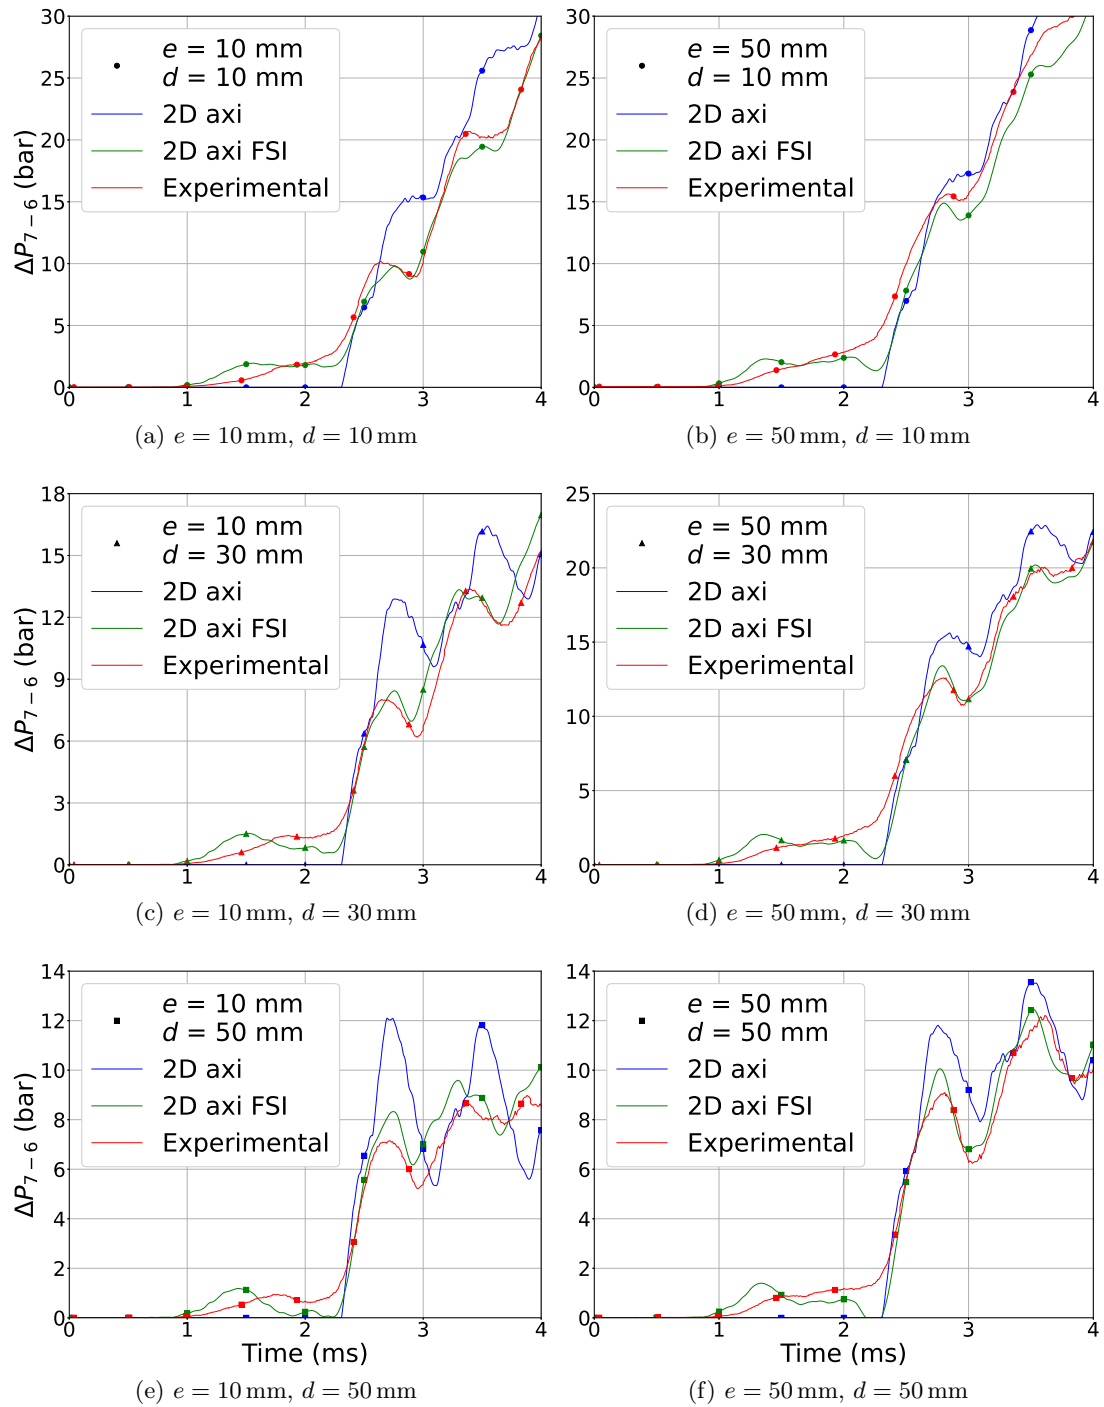 30
25
20
15
10
5
0
ΔP7−6 (bar)
e = 10 mm
d = 10 mm
2D axi
2D axi FSI
Experimental
0 1 2 3 4
(a) e = 10 mm, d = 10 mm
30
25
20
15
10
5
0
e = 50 mm
d = 10 mm
2D axi
2D axi FSI
Experimental
0 1 2 3 4
(b) e = 50 mm, d = 10 mm
18
15
12
9
6
3
0
ΔP7−6 (bar)
e = 10 mm
d = 30 mm
2D axi
2D axi FSI
Experimental
0 1 2 3 4
(c) e = 10 mm, d = 30 mm
25
20
15
10
5
0
e = 50 mm
d = 30 mm
2D axi
2D axi FSI
Experimental
0 1 2 3 4
(d) e = 50 mm, d = 30 mm
14
12
10
8
6
4
2
0
ΔP7−6 (bar)
e = 10 mm
d = 50 mm
2D axi
2D axi FSI
Experimental
0 1 2 3 4
Time (ms)
(e) e = 10 mm, d = 50 mm
14
12
10
8
6
4
2
0
e = 50 mm
d = 50 mm
2D axi
2D axi FSI
Experimental
0 1 2 3 4
Time (ms)
(f) e = 50 mm, d = 50 mm